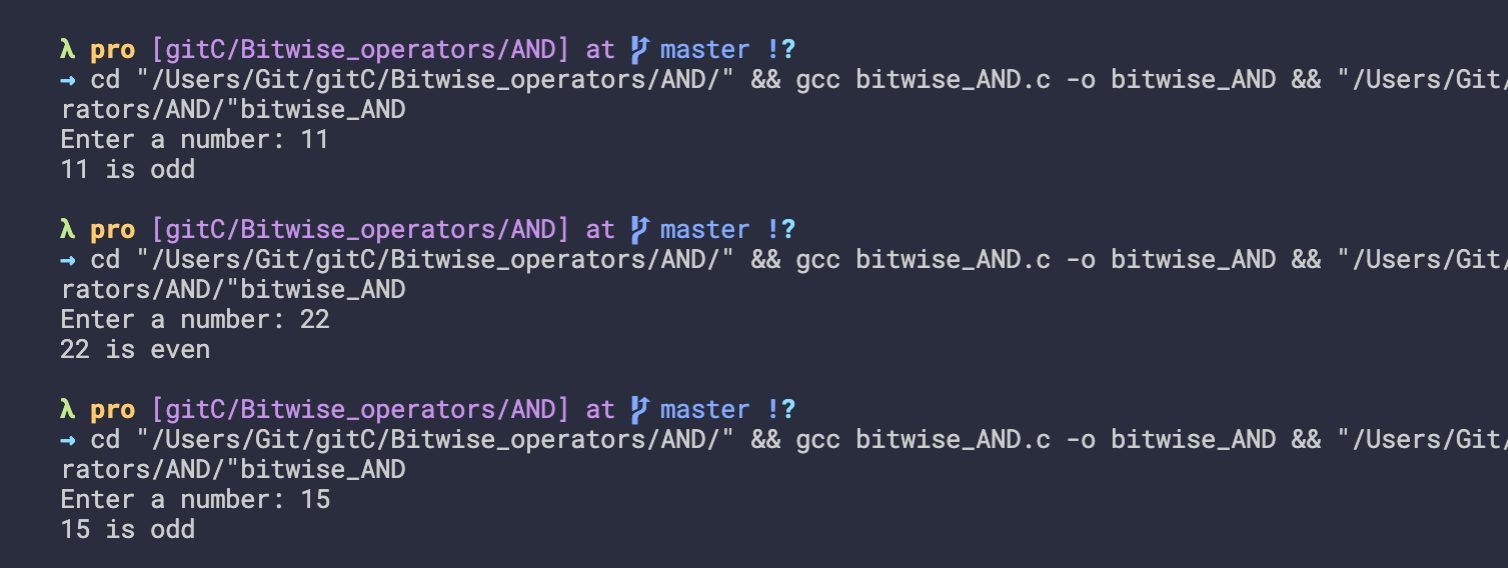 λ pro [gitC/Bitwise_operators/AND] at master !?
→ cd "/Users/Git/gitC/Bitwise_operators/AND/" && gcc bitwise_AND.c -o bitwise_AND && "/Users/Git/
rators/AND/"bitwise_AND
Enter a number: 11
11 is odd
λ pro [gitC/Bitwise_operators/AND] at master !?
→ cd "/Users/Git/gitC/Bitwise_operators/AND/" && gcc bitwise_AND.c -o bitwise_AND && "/Users/Git/
rators/AND/"bitwise_AND
Enter a number: 22
22 is even
λ pro [gitC/Bitwise_operators/AND] at master !?
→ cd "/Users/Git/gitC/Bitwise_operators/AND/" && gcc bitwise_AND.c -o bitwise_AND && "/Users/Git/
rators/AND/"bitwise_AND
Enter a number: 15
15 is odd